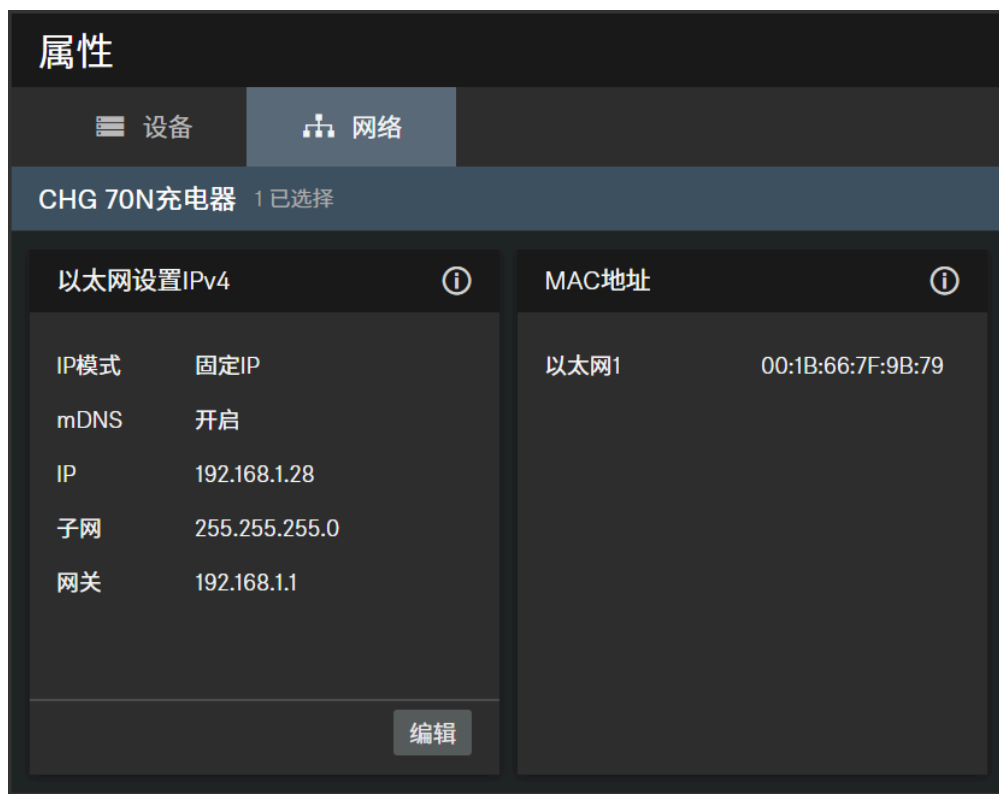 属性
设备
网络
CHG 70N充电器 1 已选择
以太网设置IPv4
IP模式 固定IP
mDNS 开启
IP 192.168.1.28
子网 255.255.255.0
网关 192.168.1.1
编辑
MAC地址
以太网1 00:1B:66:7F:9B:79